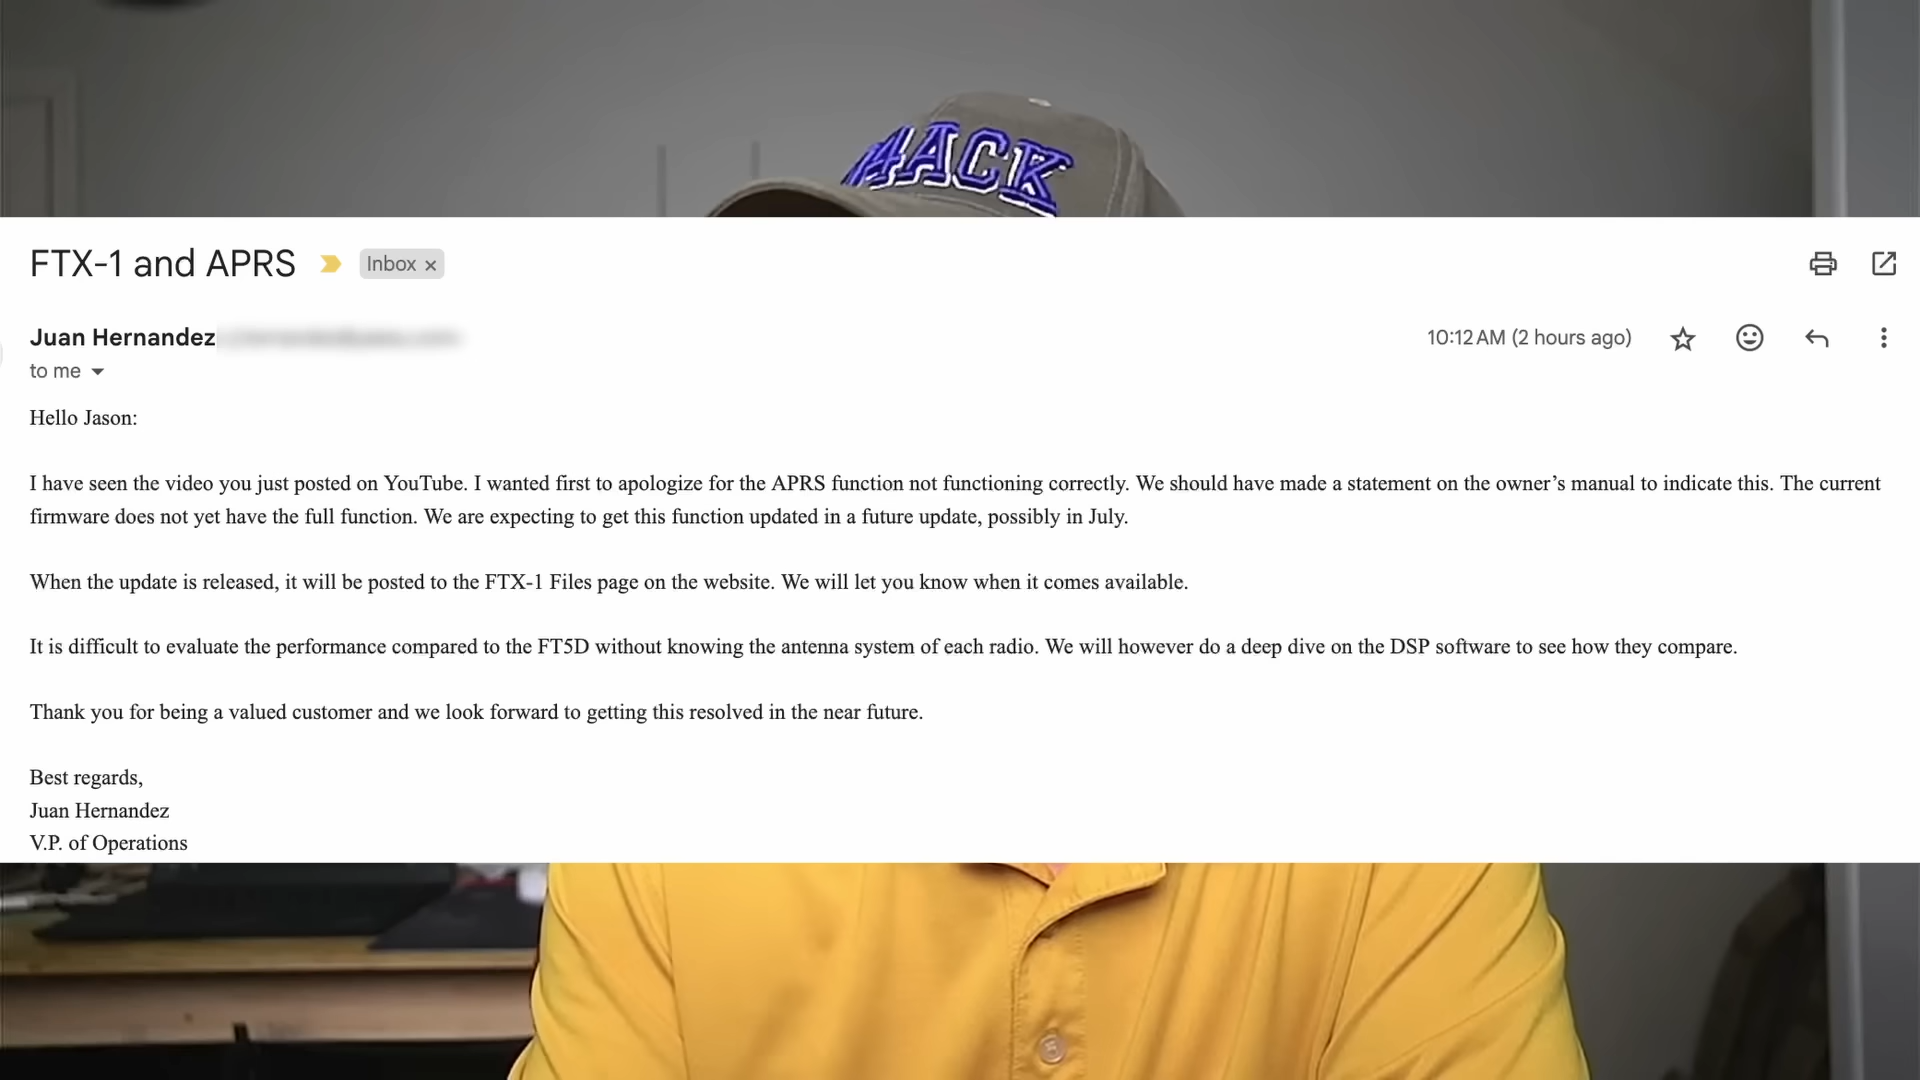 4ACK
FTX-1 and APRS
Inbox ×
Juan Hernandez
10:12 AM (2 hours ago)
to me
Hello Jason:
I have seen the video you just posted on YouTube. I wanted first to apologize for the APRS function not functioning correctly. We should have made a statement on the owner’s manual to indicate this. The current
firmware does not yet have the full function. We are expecting to get this function updated in a future update, possibly in July.
When the update is released, it will be posted to the FTX-1 Files page on the website. We will let you know when it comes available.
It is difficult to evaluate the performance compared to the FT5D without knowing the antenna system of each radio. We will however do a deep dive on the DSP software to see how they compare.
Thank you for being a valued customer and we look forward to getting this resolved in the near future.
Best regards,
Juan Hernandez
V.P. of Operations